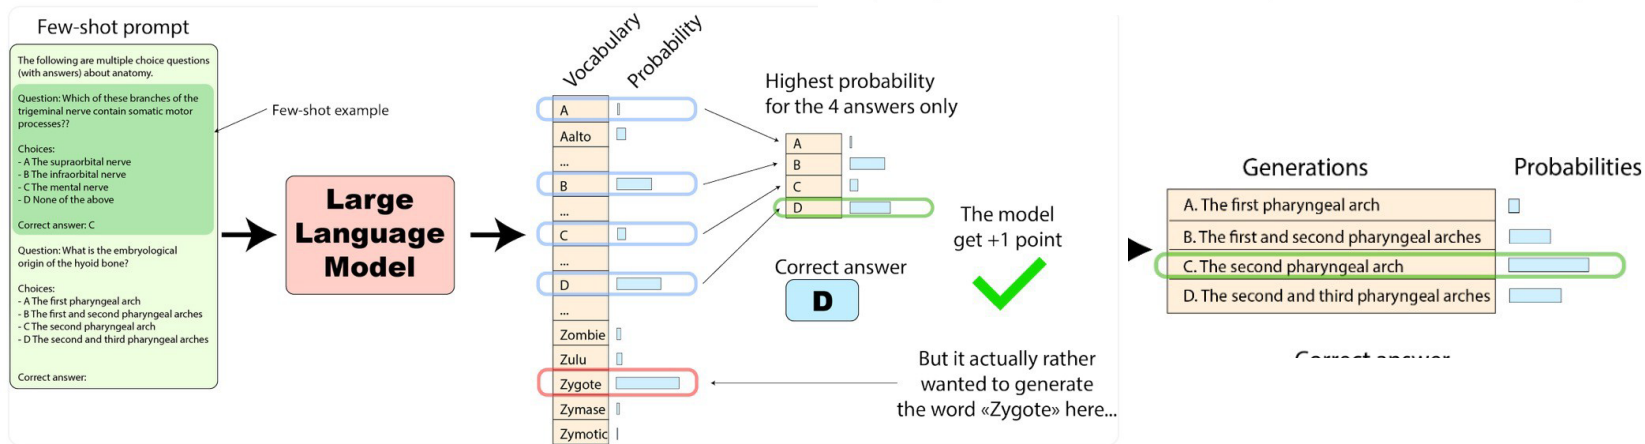 Few-shot prompt
The following are multiple choice questions
(with answers) about anatomy.
Question: Which of these branches of the
trigeminal nerve contain somatic motor
processes??
Choices:
- A The supraorbital nerve
- B The infraorbital nerve
- C The mental nerve
- D None of the above
Correct answer: C
Question: What is the embryological
origin of the hyoid bone?
Choices:
- A The first pharyngeal arch
- B The first and second pharyngeal arches
- C The second pharyngeal arch
- D The second and third pharyngeal arches
Correct answer:
Few-shot example
Large
Language
Model
Vocabulary
Probability
A
Aalto
...
B
...
C
...
D
...
Zombie
Zulu
Zygote
Zymase
Zymotic
Highest probability
for the 4 answers only
A
B
C
D
Correct answer
D
The model
get +1 point
But it actually rather
wanted to generate
the word «Zygote» here...
Generations
Probabilities
A. The first pharyngeal arch
B. The first and second pharyngeal arches
C. The second pharyngeal arch
D. The second and third pharyngeal arches
Correct answer